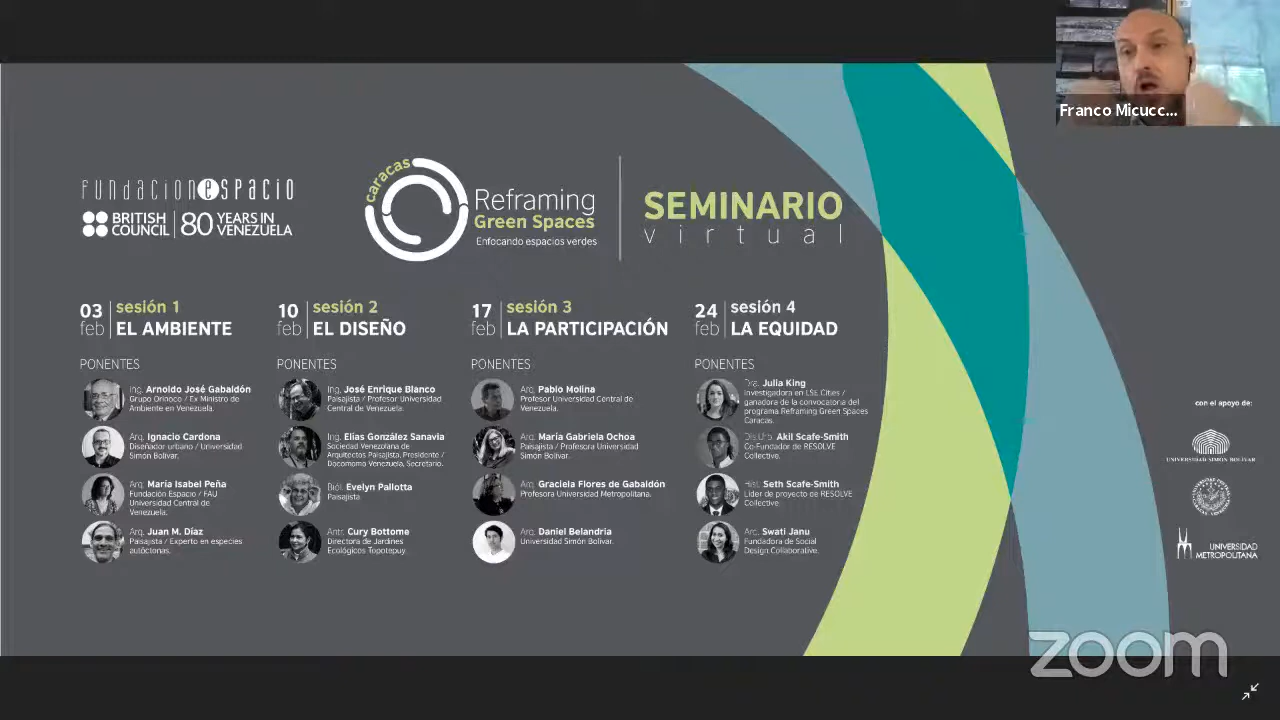 Franco Micucc...
fundacionespacio
BRITISH
COUNCIL
80 YEARS IN
VENEZUELA
caracas
Reframing
Green Spaces
Enfocando espacios verdes
SEMINARIO
virtual
03
feb
sesión 1
EL AMBIENTE
PONENTES
Ing. Arnoldo José Gabaldón
Grupo Orinoco / Ex Ministro de
Ambiente en Venezuela.
Arq. Ignacio Cardona
Diseñador urbano / Universidad
Simón Bolívar.
Arq. María Isabel Peña
Fundación Espacio / FAU
Universidad Central de
Venezuela.
Arq. Juan M. Díaz
Paisajista / Experto en especies
autóctonas.
10
feb
sesión 2
EL DISEÑO
PONENTES
Ing. José Enrique Blanco
Paisajista / Profesor Universidad
Central de Venezuela.
Ing. Elías González Sanavia
Sociedad Venezolana de
Arquitectos Paisajista, Presidente /
Docomomo Venezuela, Secretario.
Biól. Evelyn Pallotta
Paisajista.
Antr. Cury Bottome
Directora de Jardines
Ecológicos Topotepuy.
17
feb
sesión 3
LA PARTICIPACIÓN
PONENTES
Arq. Pablo Molina
Profesor Universidad Central de
Venezuela.
Arq. María Gabriela Ochoa
Paisajista / Profesora Universidad
Simón Bolívar.
Arq. Graciela Flores de Gabaldón
Profesora Universidad Metropolitana.
Arq. Daniel Belandria
Universidad Simón Bolívar.
24
feb
sesión 4
LA EQUIDAD
PONENTES
Dra. Julia King
Investigadora en LSE Cities /
ganadora de la convocatoria del
programa Reframing Green Spaces
Caracas.
Akil Scafe-Smith
Co-Fundador de RESOLVE
Collective.
Hist. Seth Scafe-Smith
Líder de proyecto de RESOLVE
Collective.
Arq. Swati Janu
Fundadora de Social
Design Collaborative.
con el apoyo de:
UNIVERSIDAD SIMÓN BOLÍVAR
UNIVERSIDAD
METROPOLITANA
zoom